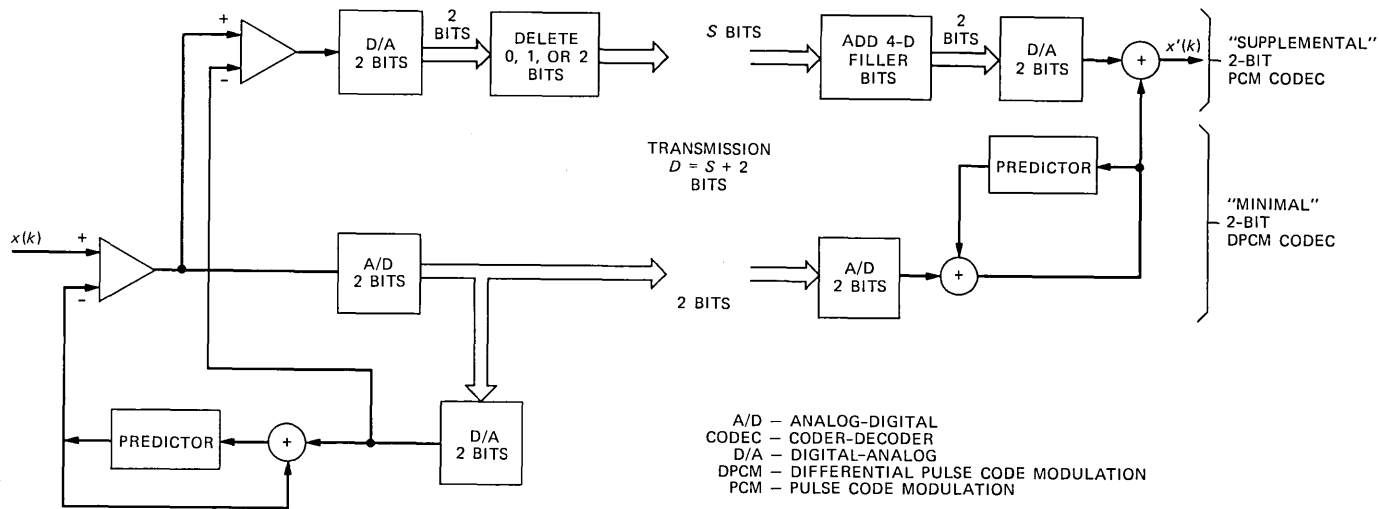 +
−
D/A
2 BITS
2
BITS
DELETE
0, 1, OR 2
BITS
S BITS
ADD 4-D
FILLER
BITS
2
BITS
D/A
2 BITS
+
x'(k)
"SUPPLEMENTAL"
2-BIT
PCM CODEC
TRANSMISSION
D = S + 2
BITS
PREDICTOR
"MINIMAL"
2-BIT
DPCM CODEC
x(k)
+
−
A/D
2 BITS
2 BITS
A/D
2 BITS
+
PREDICTOR
+
D/A
2 BITS
A/D – ANALOG-DIGITAL
CODEC – CODER-DECODER
D/A – DIGITAL-ANALOG
DPCM – DIFFERENTIAL PULSE CODE MODULATION
PCM – PULSE CODE MODULATION